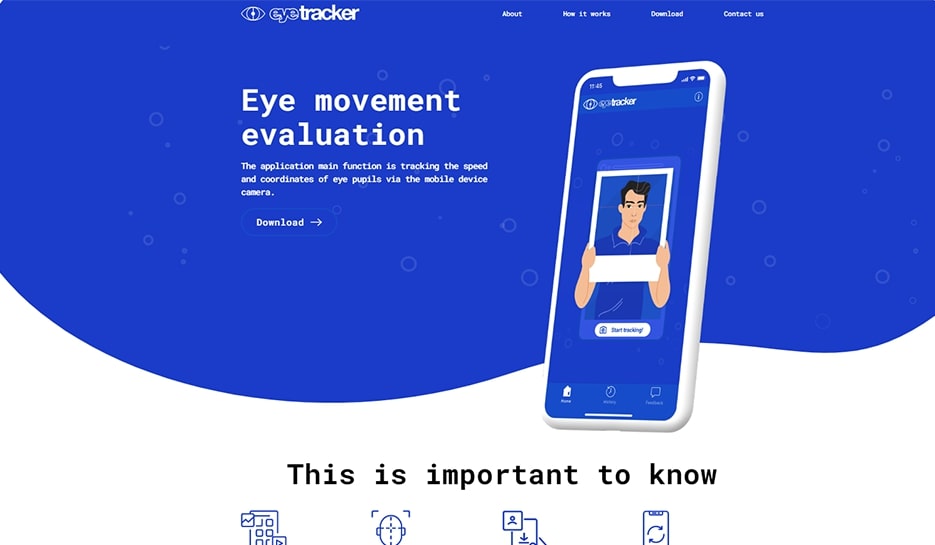 eyetracker
About
How it works
Download
Contact us
Eye movement
evaluation
The application main function is tracking the speed
and coordinates of eye pupils via the mobile device
camera.
Download
11:45
eyetracker
Start tracking!
Home
History
Feedback
This is important to know